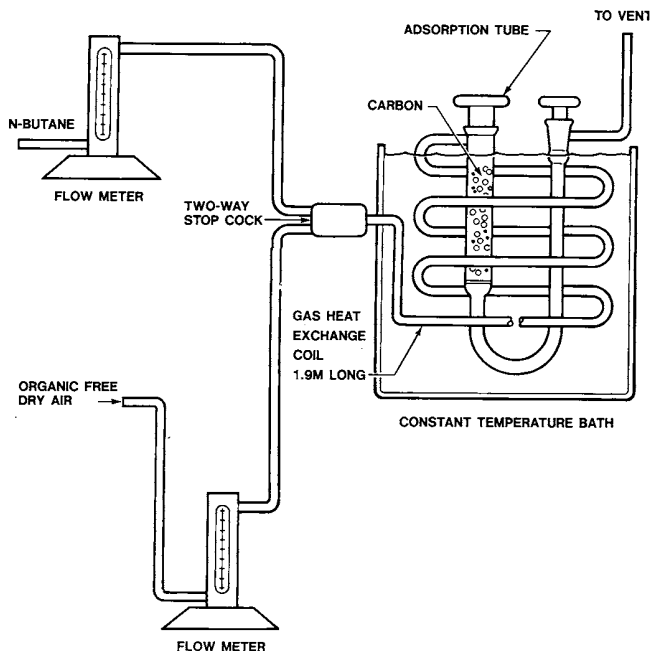 TO VENT
ADSORPTION TUBE
CARBON
N-BUTANE
FLOW METER
TWO-WAY
STOP COCK
GAS HEAT
EXCHANGE
COIL
1.9M LONG
ORGANIC FREE
DRY AIR
CONSTANT TEMPERATURE BATH
FLOW METER